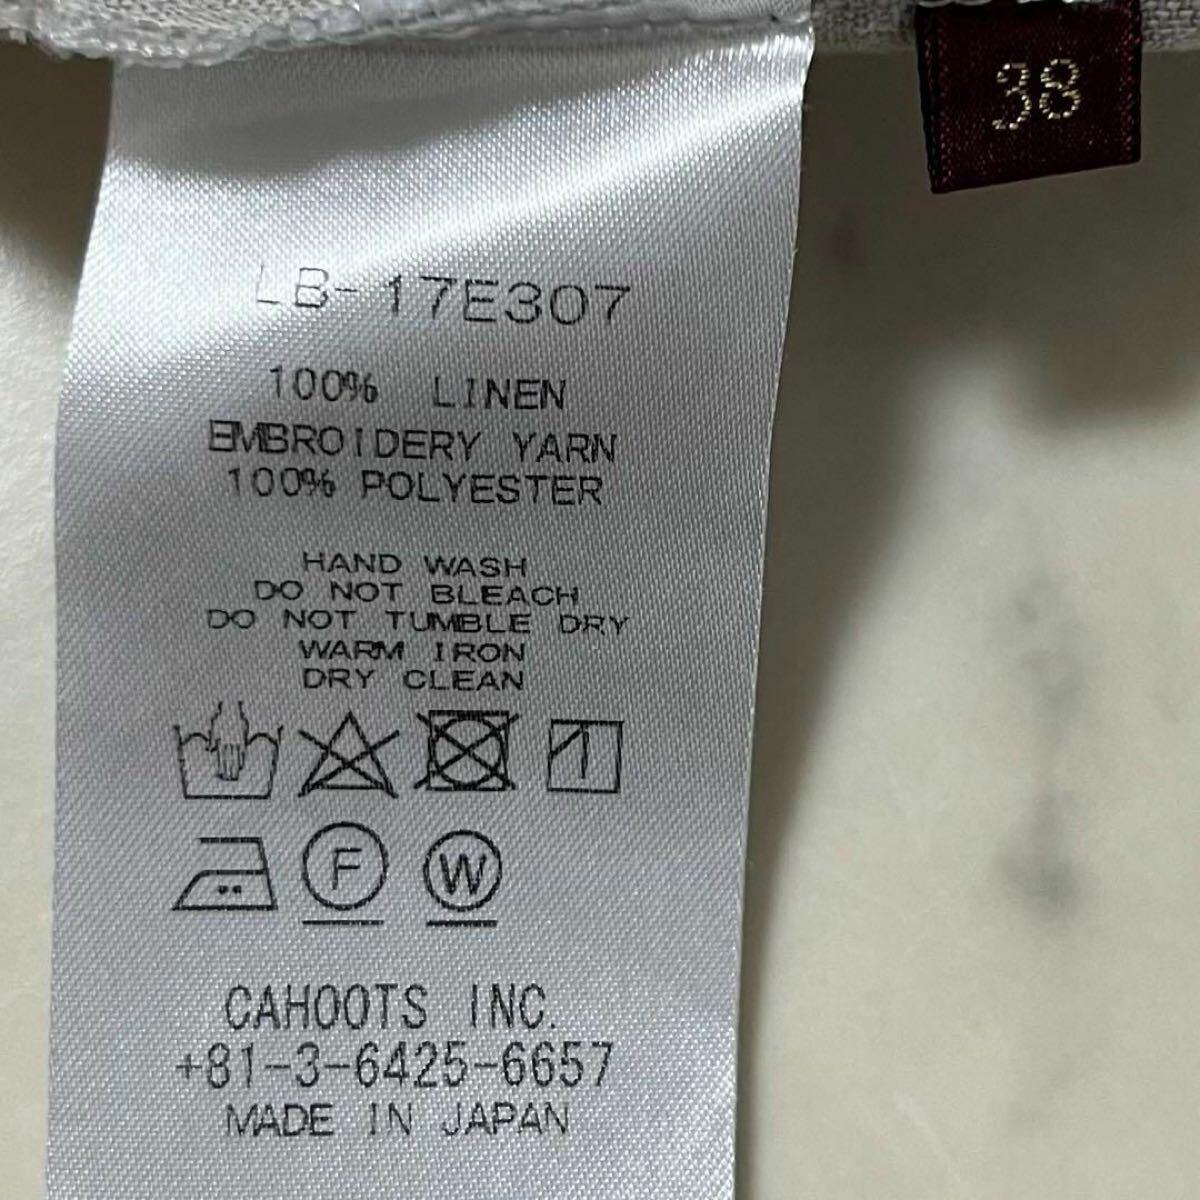 38
LB-17E307
100% LINEN
EMBROIDERY YARN
100% POLYESTER
HAND WASH
DO NOT BLEACH
DO NOT TUMBLE DRY
WARM IRON
DRY CLEAN
F W
CAHOOTS INC.
+81-3-6425-6657
MADE IN JAPAN